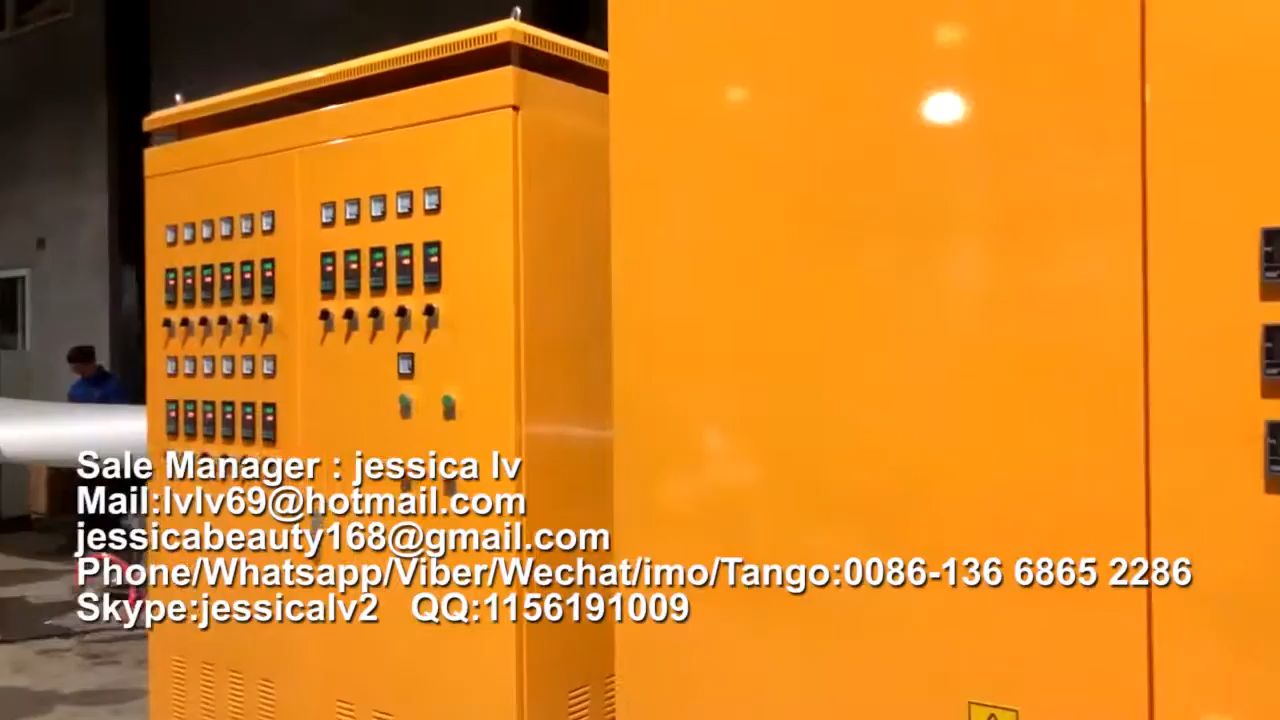 Sale Manager : jessica lv
Mail:lvlv69@hotmail.com
jessicabeauty168@gmail.com
Phone/Whatsapp/Viber/Wechat/imo/Tango:0086-136 6865 2286
Skype:jessicalv2 QQ:1156191009